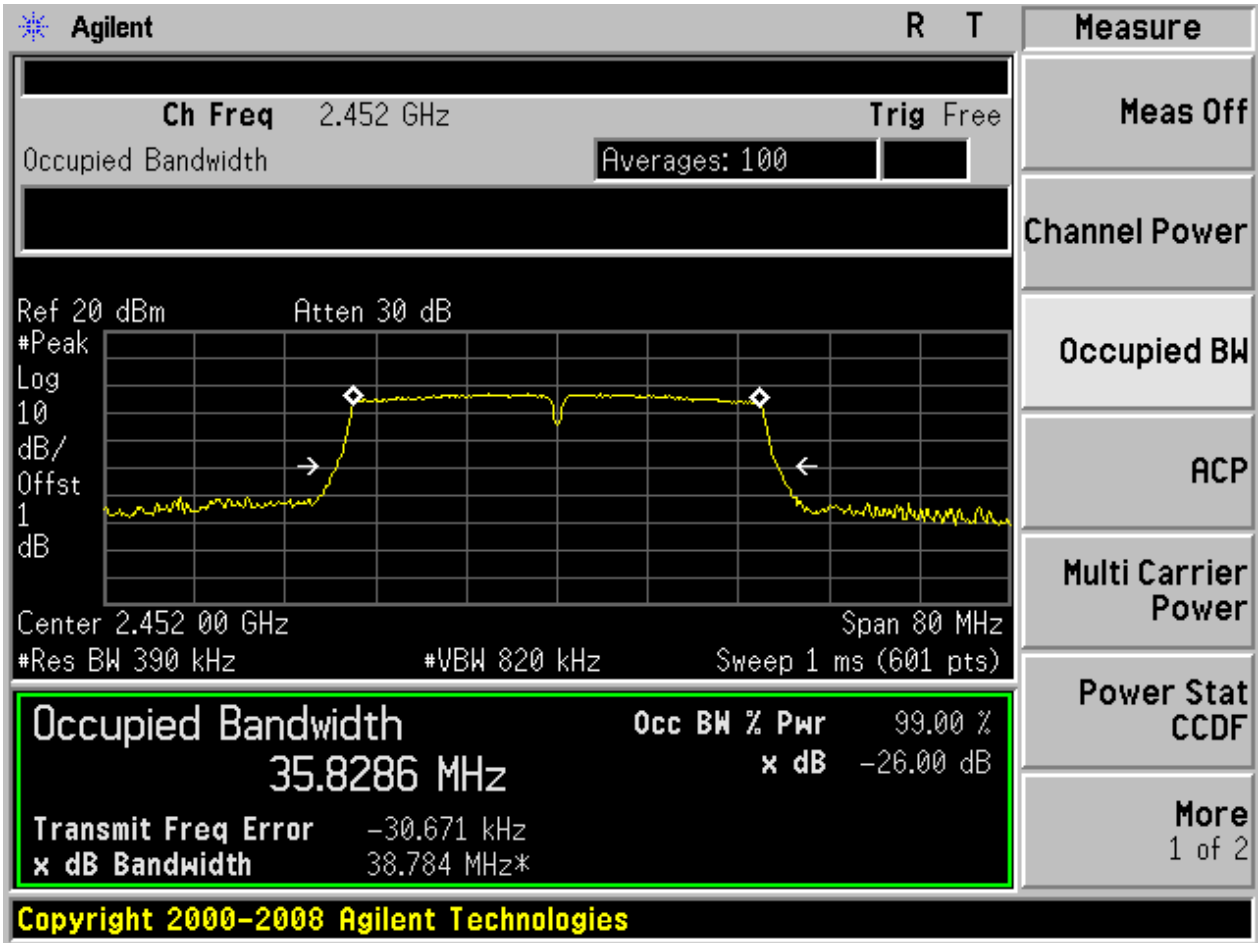 Agilent R T
Ch Freq 2.452 GHz Trig Free
Occupied Bandwidth Averages: 100
Ref 20 dBm Atten 30 dB
#Peak
Log
10
dB/
Offst
1
dB
Center 2.452 00 GHz Span 80 MHz
#Res BW 390 kHz #VBW 820 kHz Sweep 1 ms (601 pts)
Occupied Bandwidth Occ BW % Pwr 99.00 %
35.8286 MHz x dB -26.00 dB
Transmit Freq Error -30.671 kHz
x dB Bandwidth 38.784 MHz*
Measure
Meas Off
Channel Power
Occupied BW
ACP
Multi Carrier
Power
Power Stat
CCDF
More
1 of 2
Copyright 2000-2008 Agilent Technologies